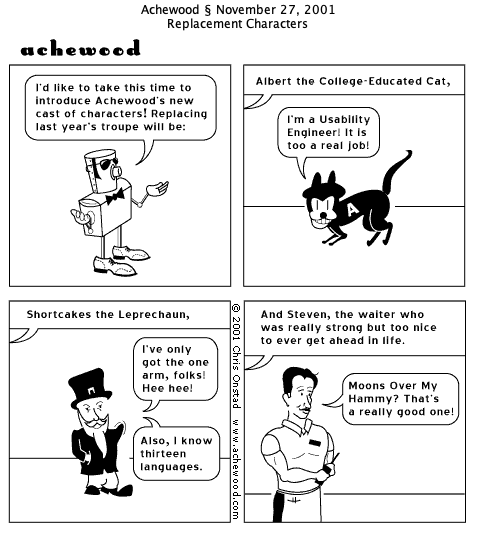 Achewood § November 27, 2001
Replacement Characters
achewood
I'd like to take this time to
introduce Achewood's new
cast of characters! Replacing
last year's troupe will be:
Albert the College-Educated Cat,
I'm a Usability
Engineer! It is
too a real job!
A
Shortcakes the Leprechaun,
I've only
got the one
arm, folks!
Hee hee!
Also, I know
thirteen
languages.
© 2001 Chris Onstad www.achewood.com
And Steven, the waiter who
was really strong but too nice
to ever get ahead in life.
Moons Over My
Hammy? That's
a really good one!